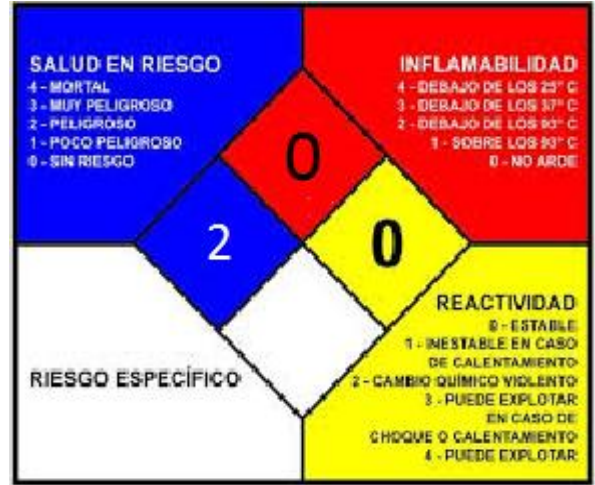 SALUD EN RIESGO
4 - MORTAL
3 - MUY PELIGROSO
2 - PELIGROSO
1 - POCO PELIGROSO
0 - SIN RIESGO
INFLAMABILIDAD
4 - DEBAJO DE LOS 25° C
3 - DEBAJO DE LOS 37° C
2 - DEBAJO DE LOS 93° C
1 - SOBRE LOS 93° C
0 - NO ARDE
0
2
0
RIESGO ESPECÍFICO
REACTIVIDAD
0 - ESTABLE
1 - INESTABLE EN CASO
DE CALENTAMIENTO
2 - CAMBIO QUÍMICO VIOLENTO
3 - PUEDE EXPLOTAR
EN CASO DE
CHOQUE O CALENTAMIENTO
4 - PUEDE EXPLOTAR